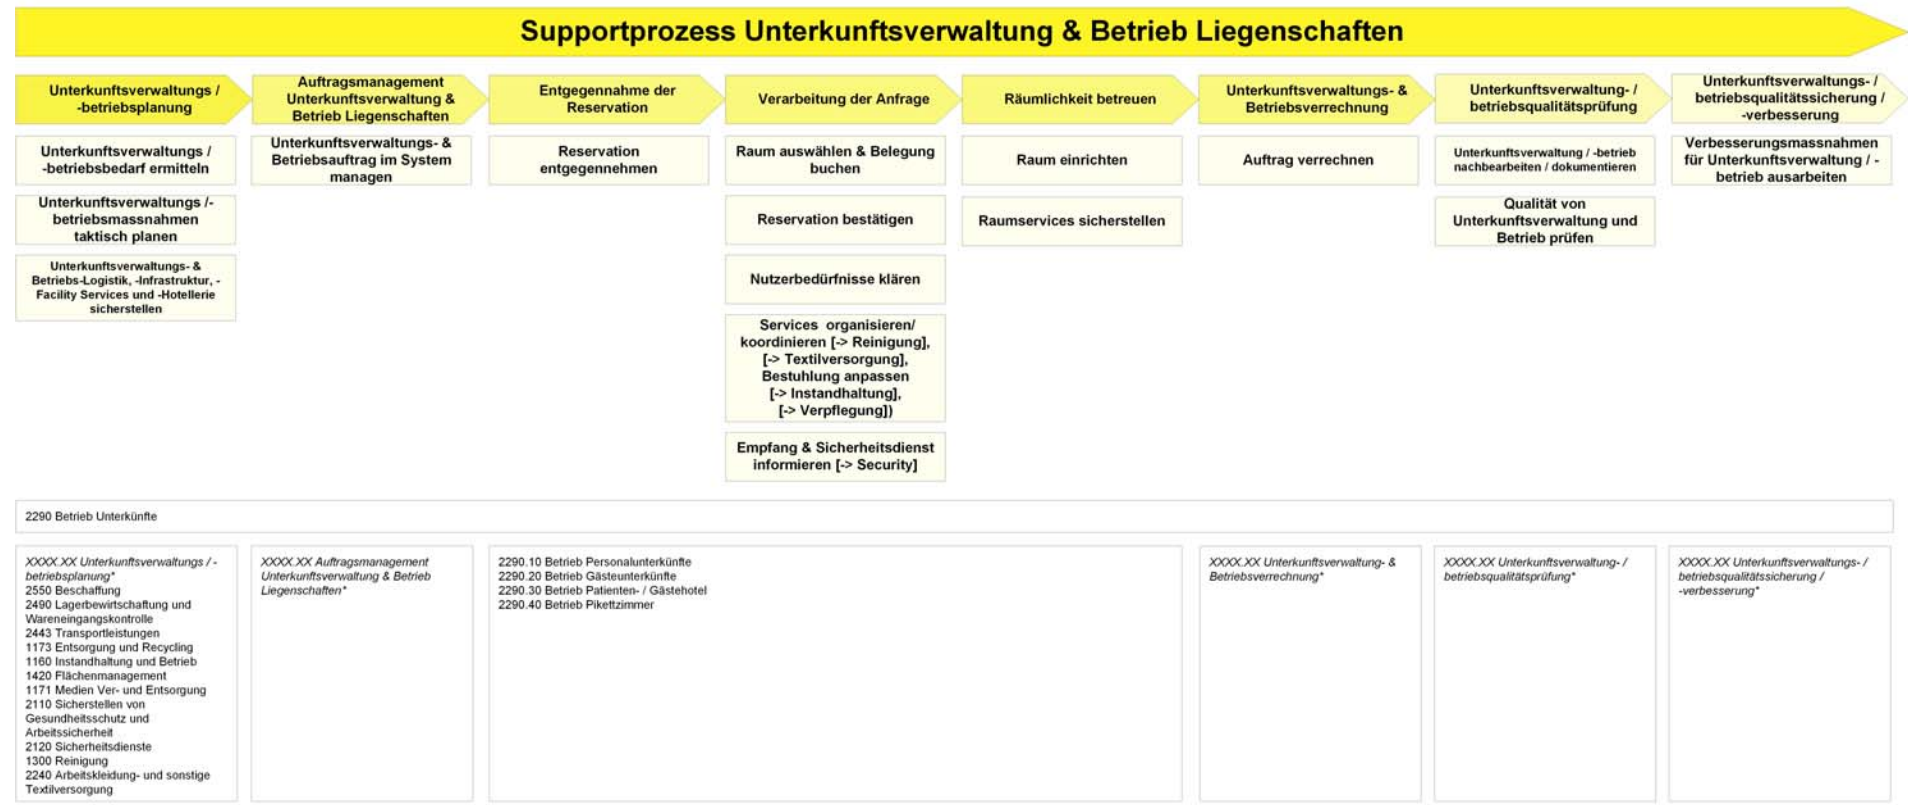 Supportprozess Unterkunftsverwaltung & Betrieb Liegenschaften
Unterkunftsverwaltungs /
-betriebsplanung
Auftragsmanagement
Unterkunftsverwaltung &
Betrieb Liegenschaften
Entgegennahme der
Reservation
Verarbeitung der Anfrage
Räumlichkeit betreuen
Unterkunftsverwaltungs- &
Betriebsverrechnung
Unterkunftsverwaltung- /
betriebsqualitätsprüfung
Unterkunftsverwaltungs- /
betriebsqualitätssicherung /
-verbesserung
Unterkunftsverwaltungs /
-betriebsbedarf ermitteln
Unterkunftsverwaltungs /-
betriebsmassnahmen
taktisch planen
Unterkunftsverwaltungs- &
Betriebs-Logistik, -Infrastruktur, -
Facility Services und -Hotellerie
sicherstellen
Unterkunftsverwaltungs- &
Betriebsauftrag im System
managen
Reservation
entgegennehmen
Raum auswählen & Belegung
buchen
Reservation bestätigen
Nutzerbedürfnisse klären
Services organisieren/
koordinieren [-> Reinigung],
[-> Textilversorgung],
Bestuhlung anpassen
[-> Instandhaltung],
[-> Verpflegung])
Empfang & Sicherheitsdienst
informieren [-> Security]
Raum einrichten
Raumservices sicherstellen
Auftrag verrechnen
Unterkunftsverwaltung / -betrieb
nachbearbeiten / dokumentieren
Qualität von
Unterkunftsverwaltung und
Betrieb prüfen
Verbesserungsmassnahmen
für Unterkunftsverwaltung / -
betrieb ausarbeiten
2290 Betrieb Unterkünfte
XXXX.XX Unterkunftsverwaltungs / -
betriebsplanung*
2550 Beschaffung
2490 Lagerbewirtschaftung und
Wareneingangskontrolle
2443 Transportleistungen
1173 Entsorgung und Recycling
1160 Instandhaltung und Betrieb
1420 Flächenmanagement
1171 Medien Ver- und Entsorgung
2110 Sicherstellen von
Gesundheitsschutz und
Arbeitssicherheit
2120 Sicherheitsdienste
1300 Reinigung
2240 Arbeitskleidung- und sonstige
Textilversorgung
XXXX.XX Auftragsmanagement
Unterkunftsverwaltung & Betrieb
Liegenschaften*
2290.10 Betrieb Personalunterkünfte
2290.20 Betrieb Gästeunterkünfte
2290.30 Betrieb Patienten- / Gästehotel
2290.40 Betrieb Pikettzimmer
XXXX.XX Unterkunftsverwaltung- &
Betriebsverrechnung*
XXXX.XX Unterkunftsverwaltung- /
betriebsqualitätsprüfung*
XXXX.XX Unterkunftsverwaltungs- /
betriebsqualitätssicherung /
-verbesserung*